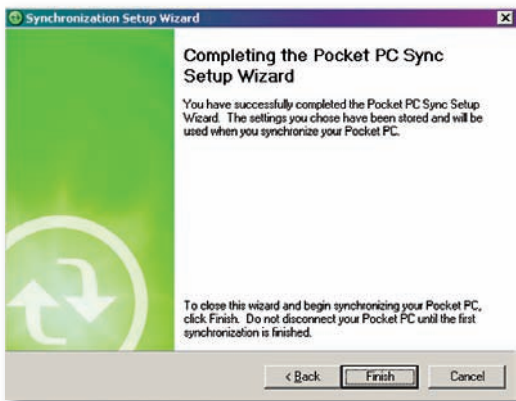 Synchronization Setup Wizard
Completing the Pocket PC Sync
Setup Wizard
You have successfully completed the Pocket PC Sync Setup
Wizard. The settings you chose have been stored and will be
used when you synchronize your Pocket PC.
To close this wizard and begin synchronizing your Pocket PC,
click Finish. Do not disconnect your Pocket PC until the first
synchronization is finished.
< Back Finish Cancel